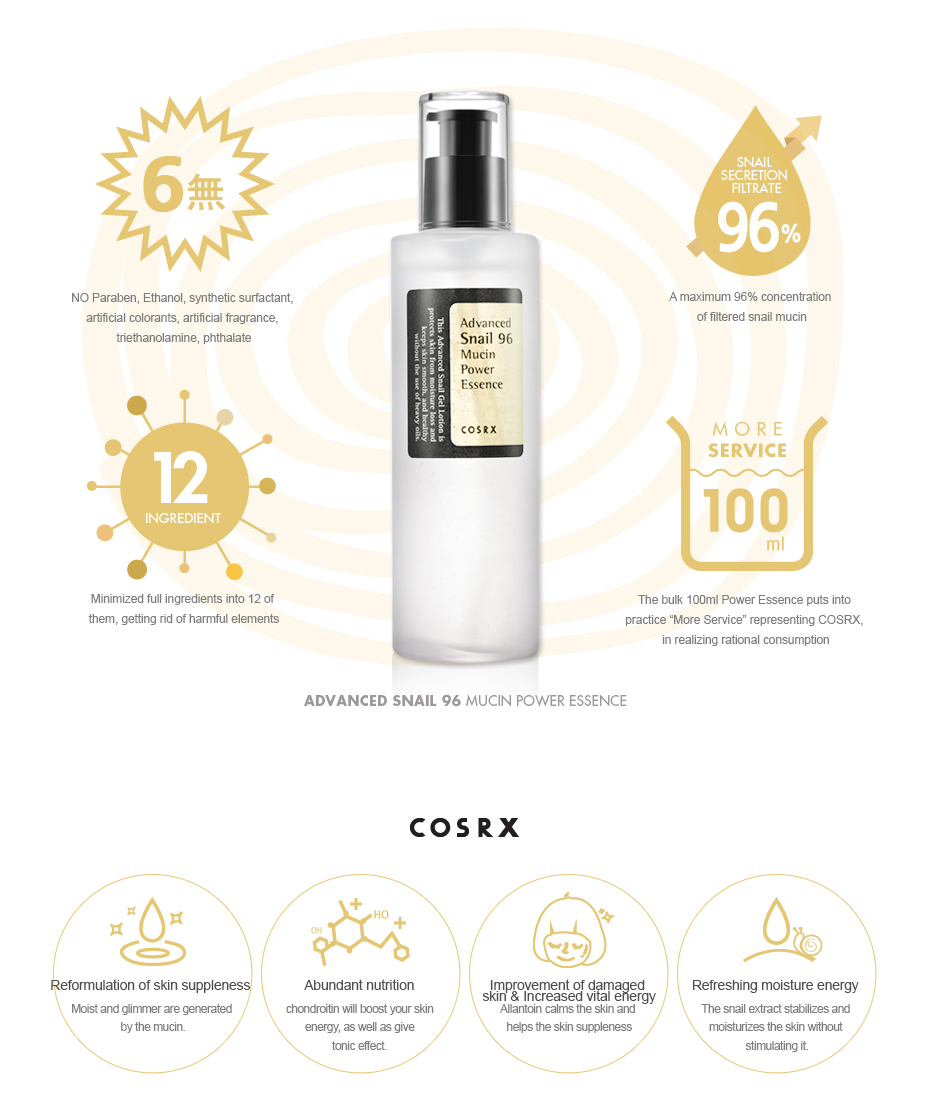 6無
NO Paraben, Ethanol, synthetic surfactant,
artificial colorants, artificial fragrance,
triethanolamine, phthalate
SNAIL
SECRETION
FILTRATE
96%
A maximum 96% concentration
of filtered snail mucin
This Advanced Snail Gel Lotion is
protects skin from moisture loss and
keeps skin smooth, and healthy
without the use of heavy oils.
Advanced
Snail 96
Mucin
Power
Essence
COSRX
12
INGREDIENT
Minimized full ingredients into 12 of
them, getting rid of harmful elements
MORE
SERVICE
100
ml
The bulk 100ml Power Essence puts into
practice “More Service” representing COSRX,
in realizing rational consumption
ADVANCED SNAIL 96 MUCIN POWER ESSENCE
COSRX
Reformulation of skin suppleness
Moist and glimmer are generated
by the mucin.
OH
HO
Abundant nutrition
chondroitin will boost your skin
energy, as well as give
tonic effect.
Improvement of damaged
skin & Increased vital energy
Allantoin calms the skin and
helps the skin suppleness
Refreshing moisture energy
The snail extract stabilizes and
moisturizes the skin without
stimulating it.